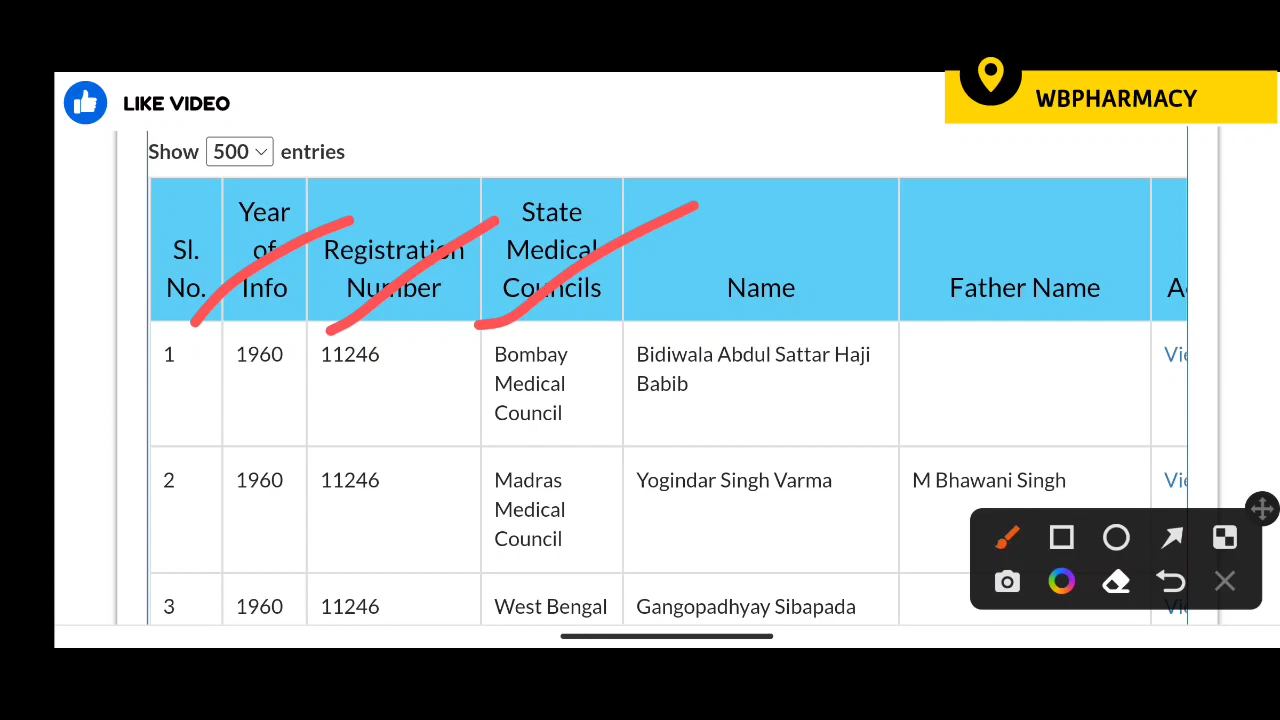 LIKE VIDEO
WBPHARMACY
Show 500 entries
Sl. No.
Year of Info
Registration Number
State Medical Councils
Name
Father Name
1 1960 11246 Bombay Medical Council Bidiwala Abdul Sattar Haji Babib
2 1960 11246 Madras Medical Council Yogindar Singh Varma M Bhawani Singh
3 1960 11246 West Bengal Gangopadhyay Sibapada